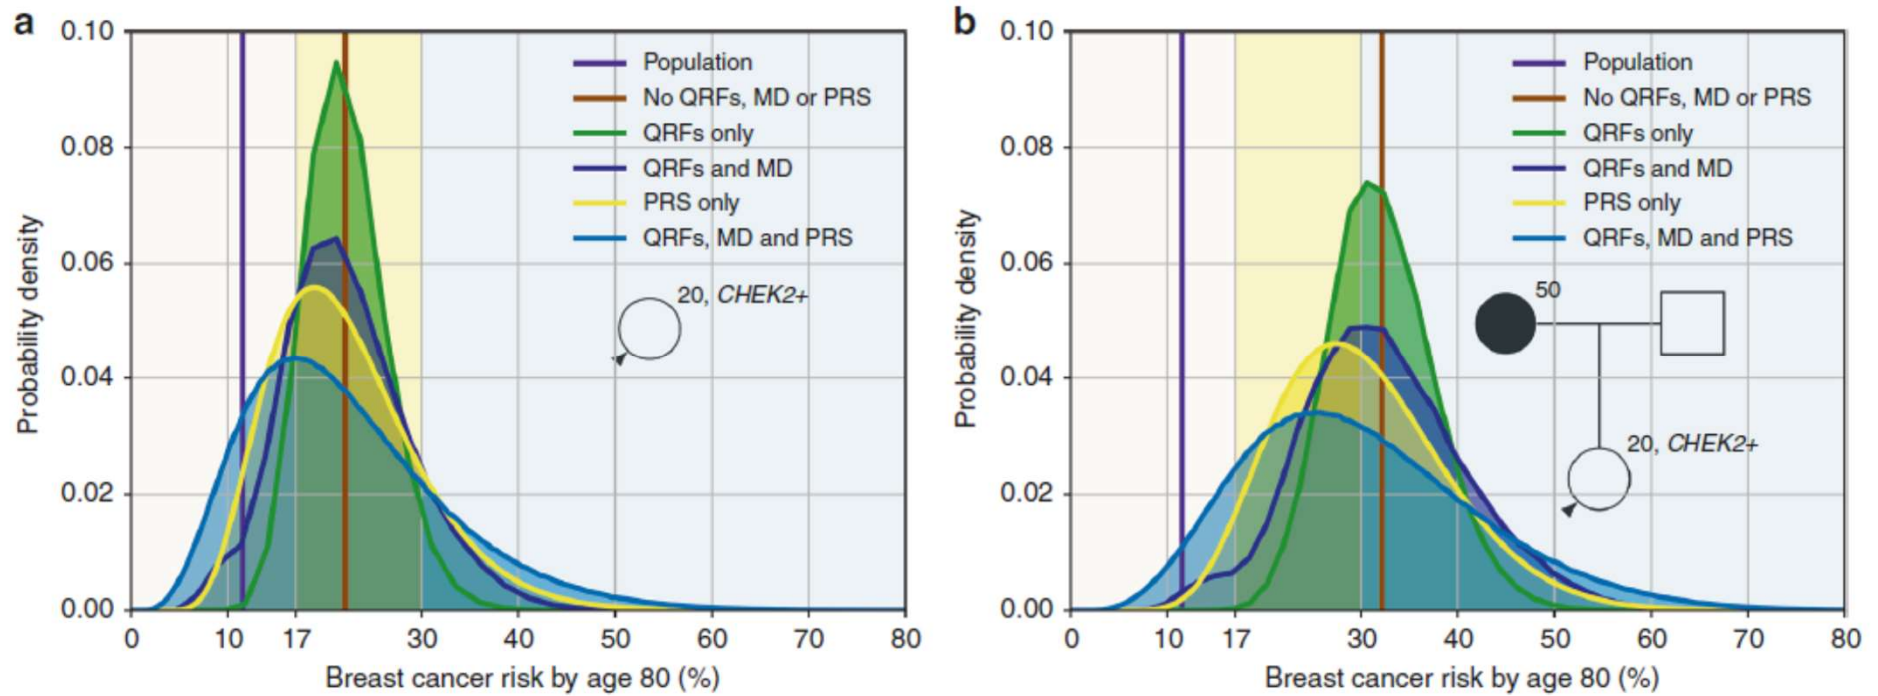 a
0.10
0.08
0.06
0.04
0.02
0.00
Probability density
Population
No QRFs, MD or PRS
QRFs only
QRFs and MD
PRS only
QRFs, MD and PRS
20, CHEK2+
0 10 17 30 40 50 60 70 80
Breast cancer risk by age 80 (%)
b
0.10
0.08
0.06
0.04
0.02
0.00
Probability density
Population
No QRFs, MD or PRS
QRFs only
QRFs and MD
PRS only
QRFs, MD and PRS
50
20, CHEK2+
0 10 17 30 40 50 60 70 80
Breast cancer risk by age 80 (%)